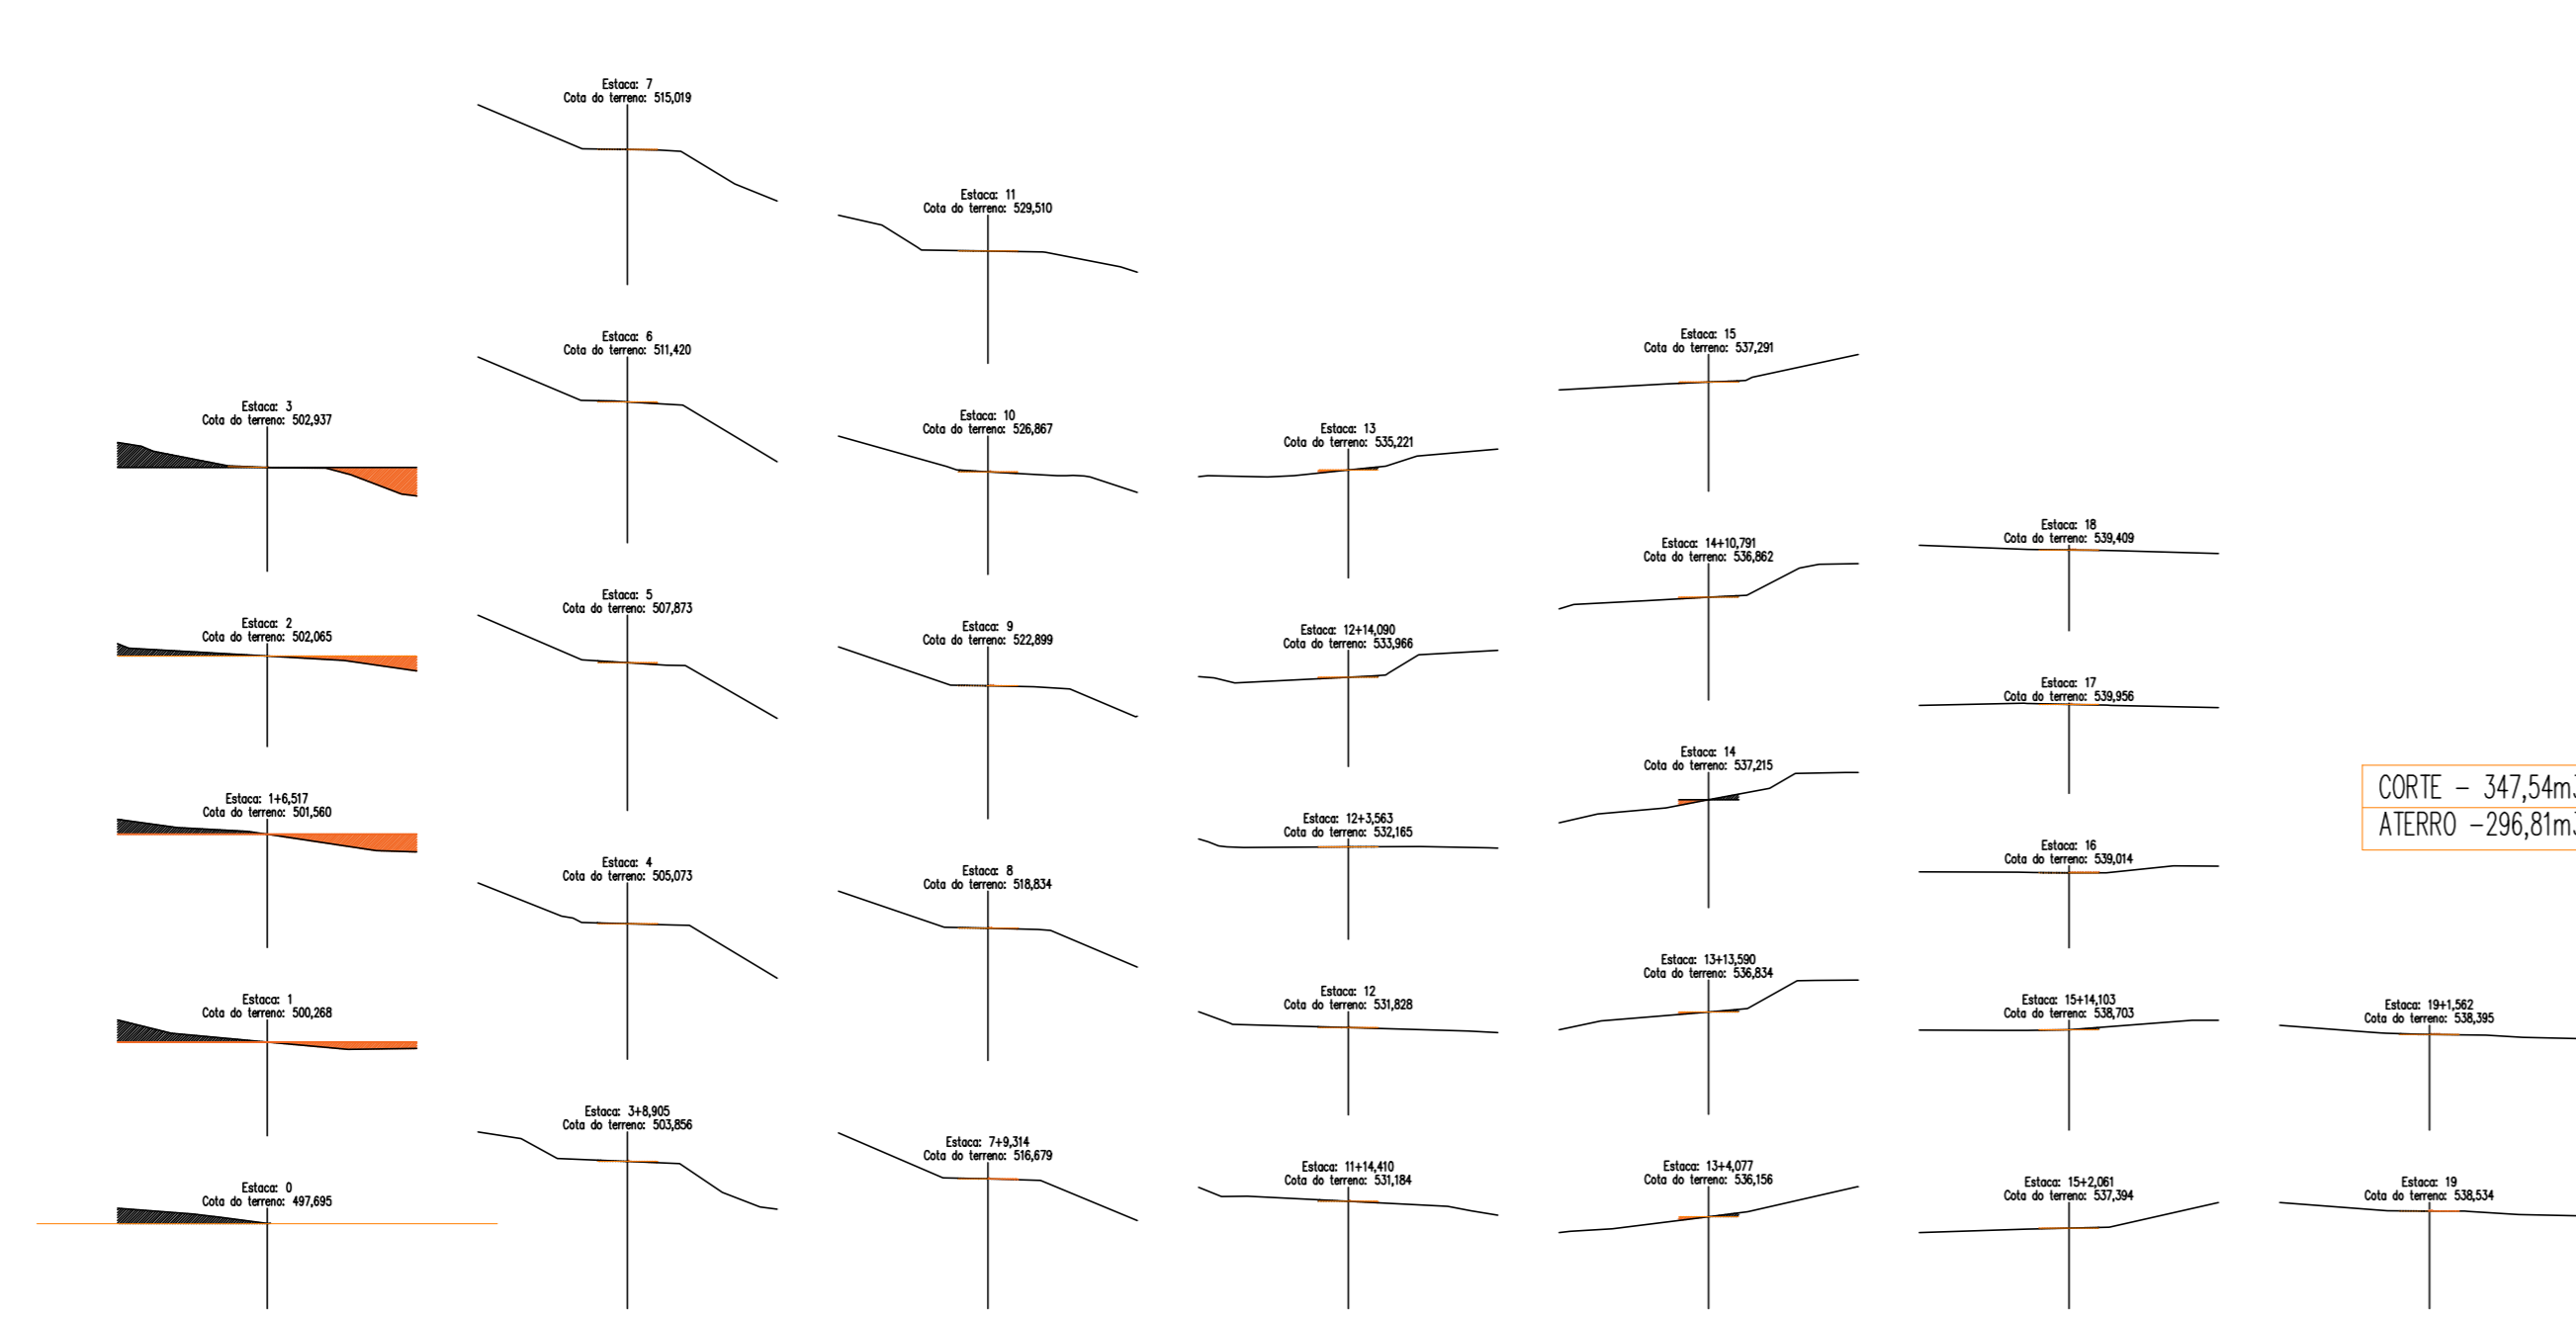 Estaca: 7
Cota do terreno: 515,019
Estaca: 11
Cota do terreno: 529,510
Estaca: 6
Cota do terreno: 511,420
Estaca: 15
Cota do terreno: 537,291
Estaca: 3
Cota do terreno: 502,937
Estaca: 10
Cota do terreno: 526,867
Estaca: 13
Cota do terreno: 535,221
Estaca: 18
Cota do terreno: 539,409
Estaca: 14+10,791
Cota do terreno: 536,862
Estaca: 5
Cota do terreno: 507,873
Estaca: 2
Cota do terreno: 502,065
Estaca: 9
Cota do terreno: 522,899
Estaca: 12+14,090
Cota do terreno: 533,966
Estaca: 17
Cota do terreno: 539,956
Estaca: 14
Cota do terreno: 537,215
CORTE - 347,54m3
ATERRO -296,81m3
Estaca: 1+6,517
Cota do terreno: 501,560
Estaca: 12+3,563
Cota do terreno: 532,165
Estaca: 16
Cota do terreno: 539,014
Estaca: 4
Cota do terreno: 505,073
Estaca: 8
Cota do terreno: 518,834
Estaca: 13+13,590
Cota do terreno: 536,834
Estaca: 12
Cota do terreno: 531,828
Estaca: 1
Cota do terreno: 500,268
Estaca: 15+14,103
Cota do terreno: 538,703
Estaca: 19+1,562
Cota do terreno: 538,395
Estaca: 3+8,905
Cota do terreno: 503,856
Estaca: 7+9,314
Cota do terreno: 516,679
Estaca: 11+14,410
Cota do terreno: 531,184
Estaca: 13+4,077
Cota do terreno: 536,156
Estaca: 0
Cota do terreno: 497,695
Estaca: 15+2,061
Cota do terreno: 537,394
Estaca: 19
Cota do terreno: 538,534